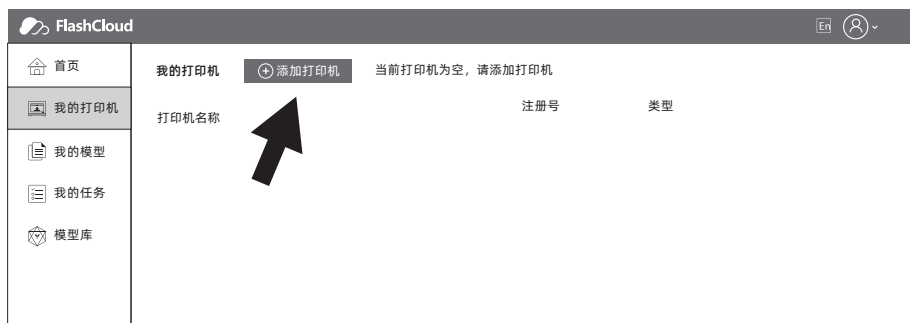 FlashCloud
En
首页
我的打印机
我的模型
我的任务
模型库
我的打印机 添加打印机 当前打印机为空，请添加打印机
打印机名称 注册号 类型